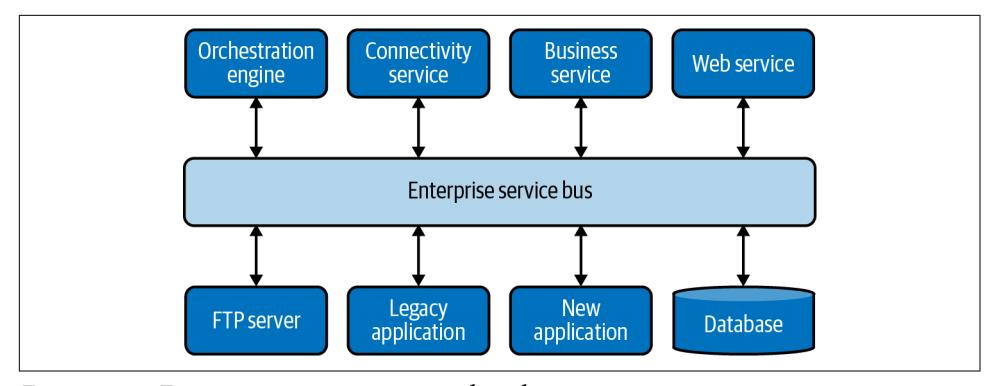 Orchestration
engine
Connectivity
service
Business
service
Web service
Enterprise service bus
FTP server
Legacy
application
New
application
Database